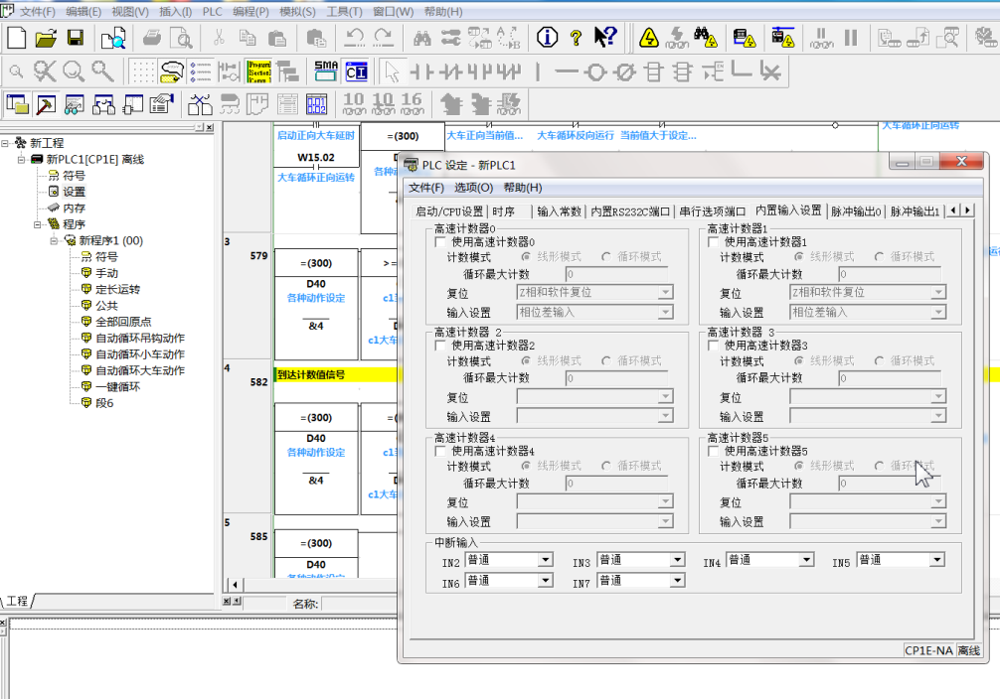 文件(F) 编辑(E) 视图(V) 插入(I) PLC 编程(P) 模拟(S) 工具(T) 窗口(W) 帮助(H)
SMA
CI
10 10 16
新工程
新PLC1[CP1E] 离线
符号
设置
内存
程序
新程序1 (00)
符号
手动
定长运转
公共
全部回原点
自动循环吊钩动作
自动循环小车动作
自动循环大车动作
一键循环
段6
工程
启动正向大车延时 =(300) 大车正向当前值... 大车循环反向运行 当前值大于设定... 大车循环正向运转
W15.02
大车循环正向运转
3
579
=(300)
D40
各种动作设定
&4
4
582
到达计数值信号
=(300)
D40
各种动作设定
&4
c1大车
5
585
=(300)
D40
名称:
PLC 设定 - 新PLC1
文件(F) 选项(O) 帮助(H)
启动/CPU设置 时序 输入常数 内置RS232C端口 串行选项端口 内置输入设置 脉冲输出0 脉冲输出1
高速计数器0
使用高速计数器0
计数模式 线形模式 循环模式
循环最大计数 0
复位 Z相和软件复位
输入设置 相位差输入
高速计数器1
使用高速计数器1
计数模式 线形模式 循环模式
循环最大计数 0
复位 Z相和软件复位
输入设置 相位差输入
高速计数器 2
使用高速计数器2
计数模式 线形模式 循环模式
循环最大计数 0
复位
输入设置
高速计数器 3
使用高速计数器3
计数模式 线形模式 循环模式
循环最大计数 0
复位
输入设置
高速计数器4
使用高速计数器4
计数模式 线形模式 循环模式
循环最大计数 0
复位
输入设置
高速计数器5
使用高速计数器5
计数模式 线形模式 循环模式
循环最大计数 0
复位
输入设置
中断输入
IN2 普通 IN3 普通 IN4 普通 IN5 普通
IN6 普通 IN7 普通
CP1E-NA 离线